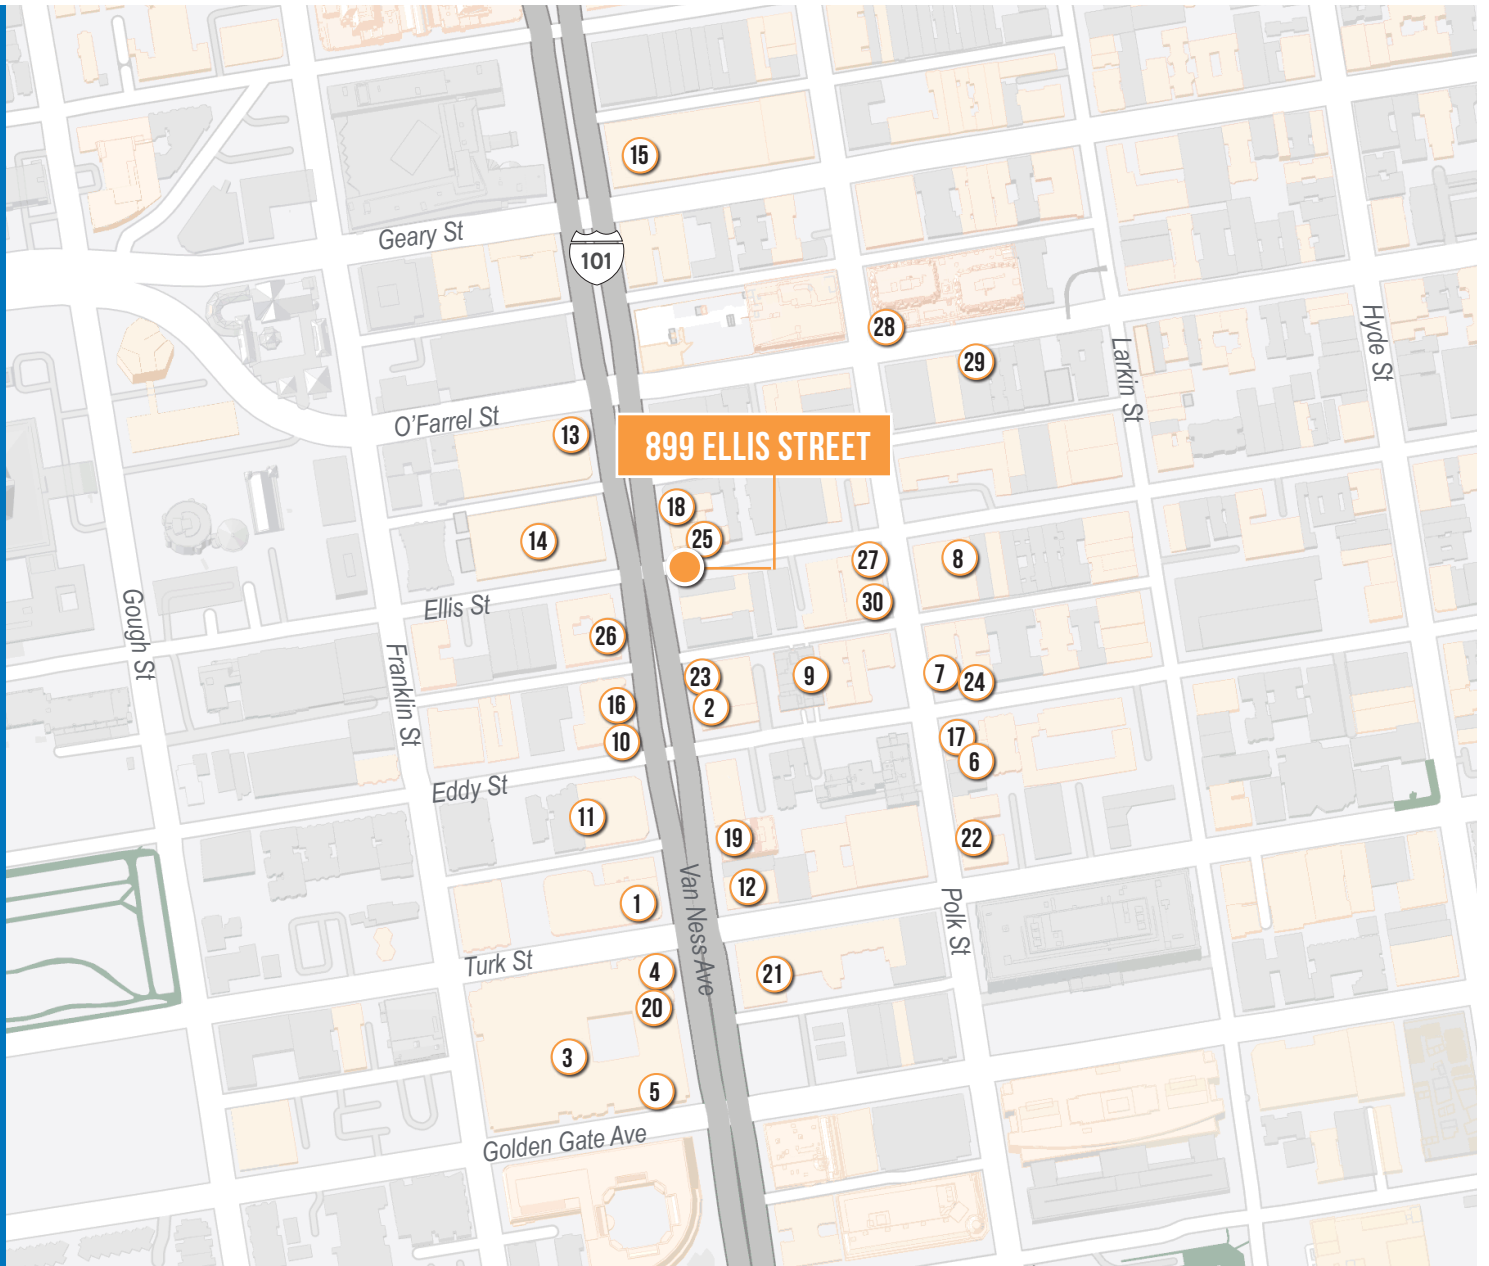 15
Geary St
101
28
Hyde St
29
Larkin St
O'Farrel St
13
899 ELLIS STREET
18
25
14
27
8
30
Ellis St
Gough St
26
Franklin St
23
9
7
24
16
2
10
17
6
Eddy St
11
19
22
12
1
Van Ness Ave
Polk St
Turk St
4
21
20
3
5
Golden Gate Ave